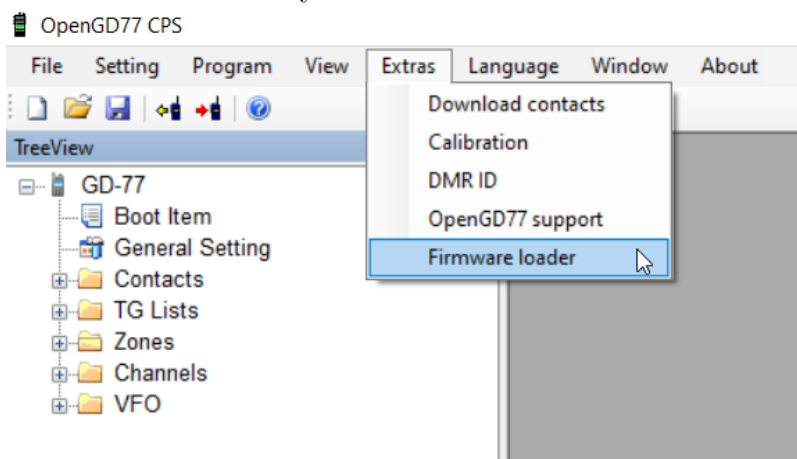 OpenGD77 CPS
File Setting Program View Extras Language Window About
TreeView
GD-77
Boot Item
General Setting
Contacts
TG Lists
Zones
Channels
VFO
Download contacts
Calibration
DMR ID
OpenGD77 support
Firmware loader